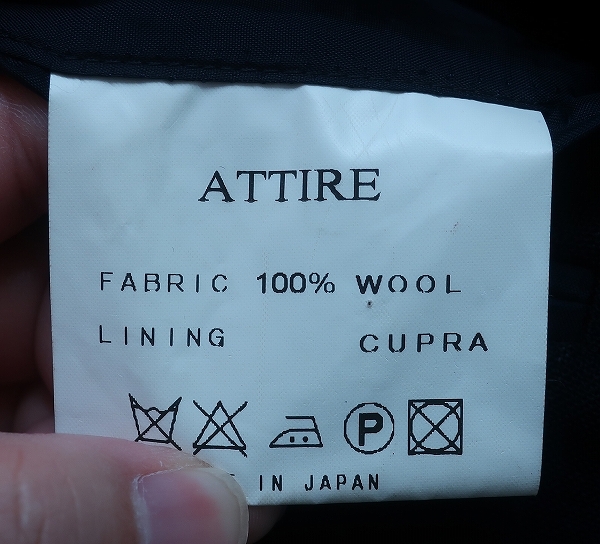 ATTIRE
FABRIC 100% WOOL
LINING CUPRA
P
IN JAPAN